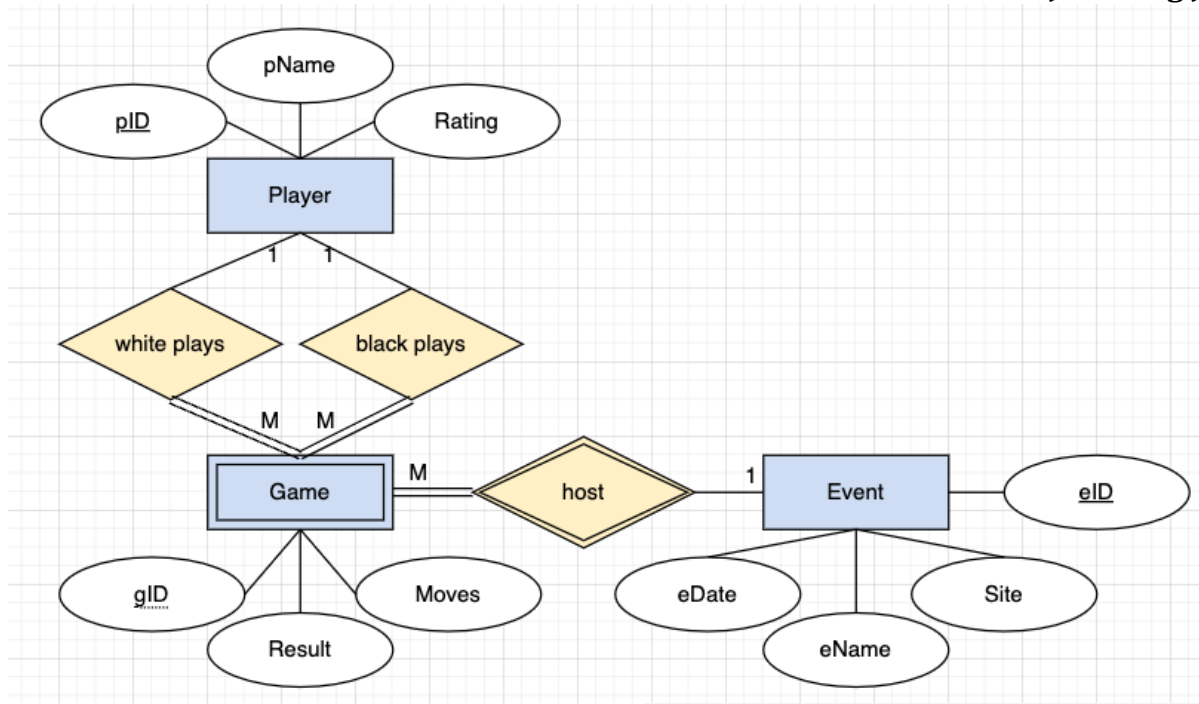 pName
pID
Rating
Player
1
1
white plays
black plays
M
M
Game
M
host
1
Event
eID
gID
Moves
eDate
Site
Result
eName